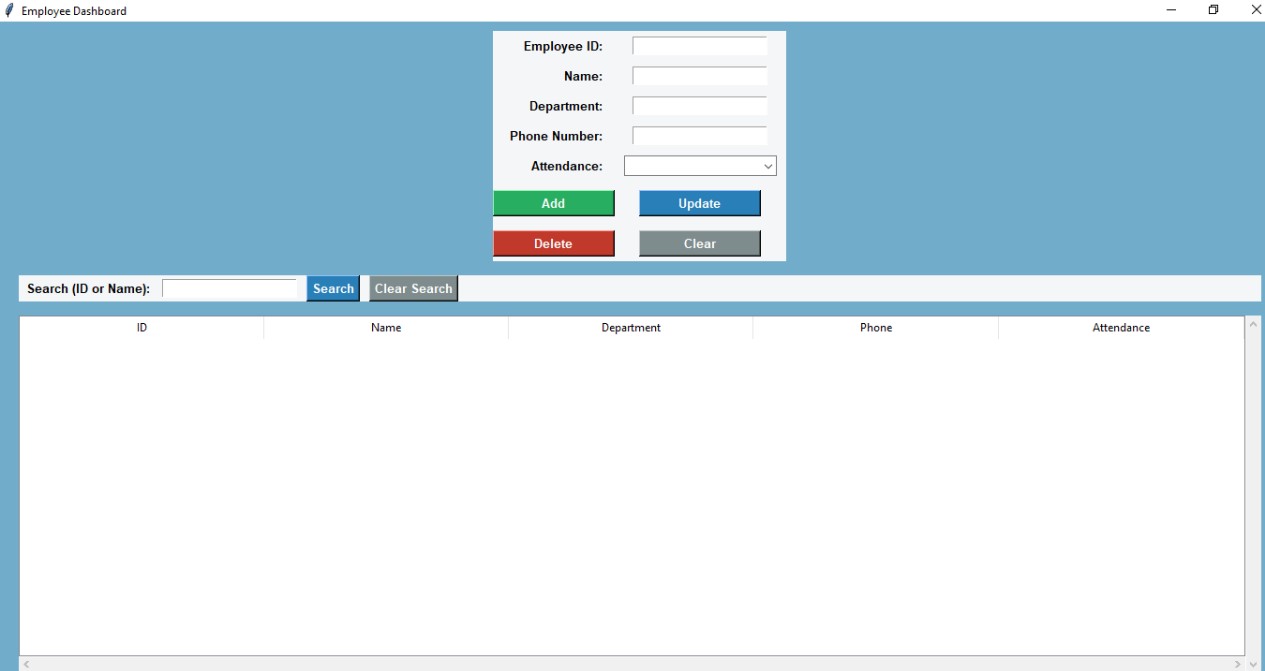 Employee Dashboard
Employee ID:
Name:
Department:
Phone Number:
Attendance:
Add Update
Delete Clear
Search (ID or Name): Search Clear Search
ID Name Department Phone Attendance